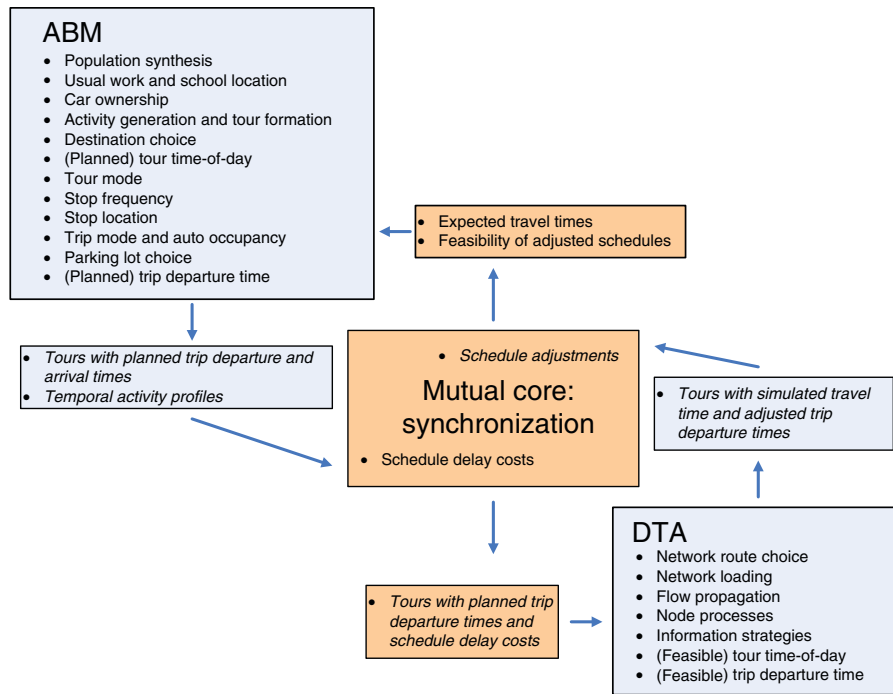 ABM
• Population synthesis
• Usual work and school location
• Car ownership
• Activity generation and tour formation
• Destination choice
• (Planned) tour time-of-day
• Tour mode
• Stop frequency
• Stop location
• Trip mode and auto occupancy
• Parking lot choice
• (Planned) trip departure time
• Expected travel times
• Feasibility of adjusted schedules
• Tours with planned trip departure and
arrival times
• Temporal activity profiles
• Schedule adjustments
Mutual core:
synchronization
• Schedule delay costs
• Tours with simulated travel
time and adjusted trip
departure times
• Tours with planned trip
departure times and
schedule delay costs
DTA
• Network route choice
• Network loading
• Flow propagation
• Node processes
• Information strategies
• (Feasible) tour time-of-day
• (Feasible) trip departure time